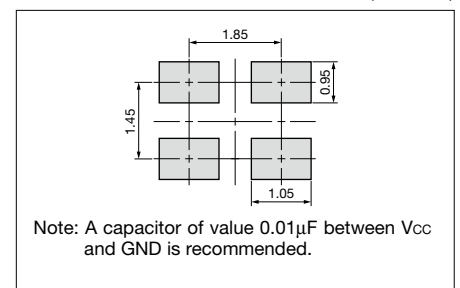 1.85
0.95
1.45
1.05
Note: A capacitor of value 0.01µF between Vcc
and GND is recommended.